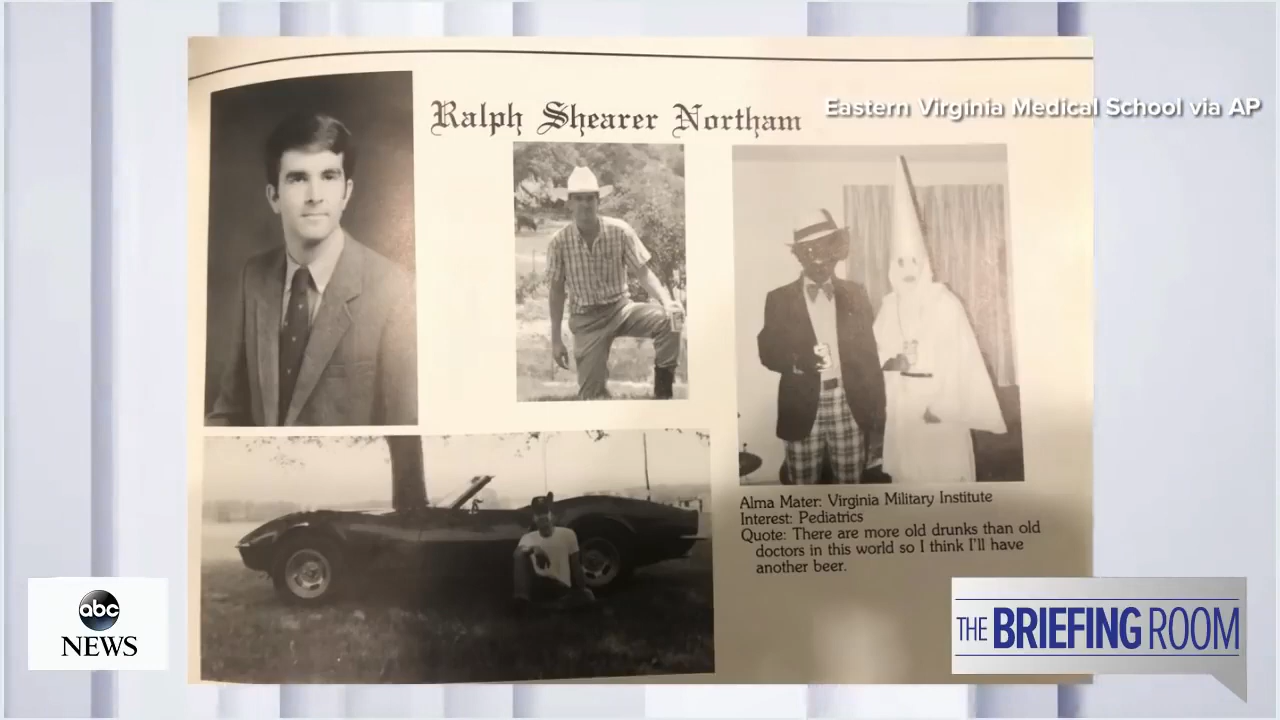 Ralph Shearer Northam
Eastern Virginia Medical School via AP
Alma Mater: Virginia Military Institute
Interest: Pediatrics
Quote: There are more old drunks than old
doctors in this world so I think I'll have
another beer.
abc
NEWS
THE BRIEFING ROOM